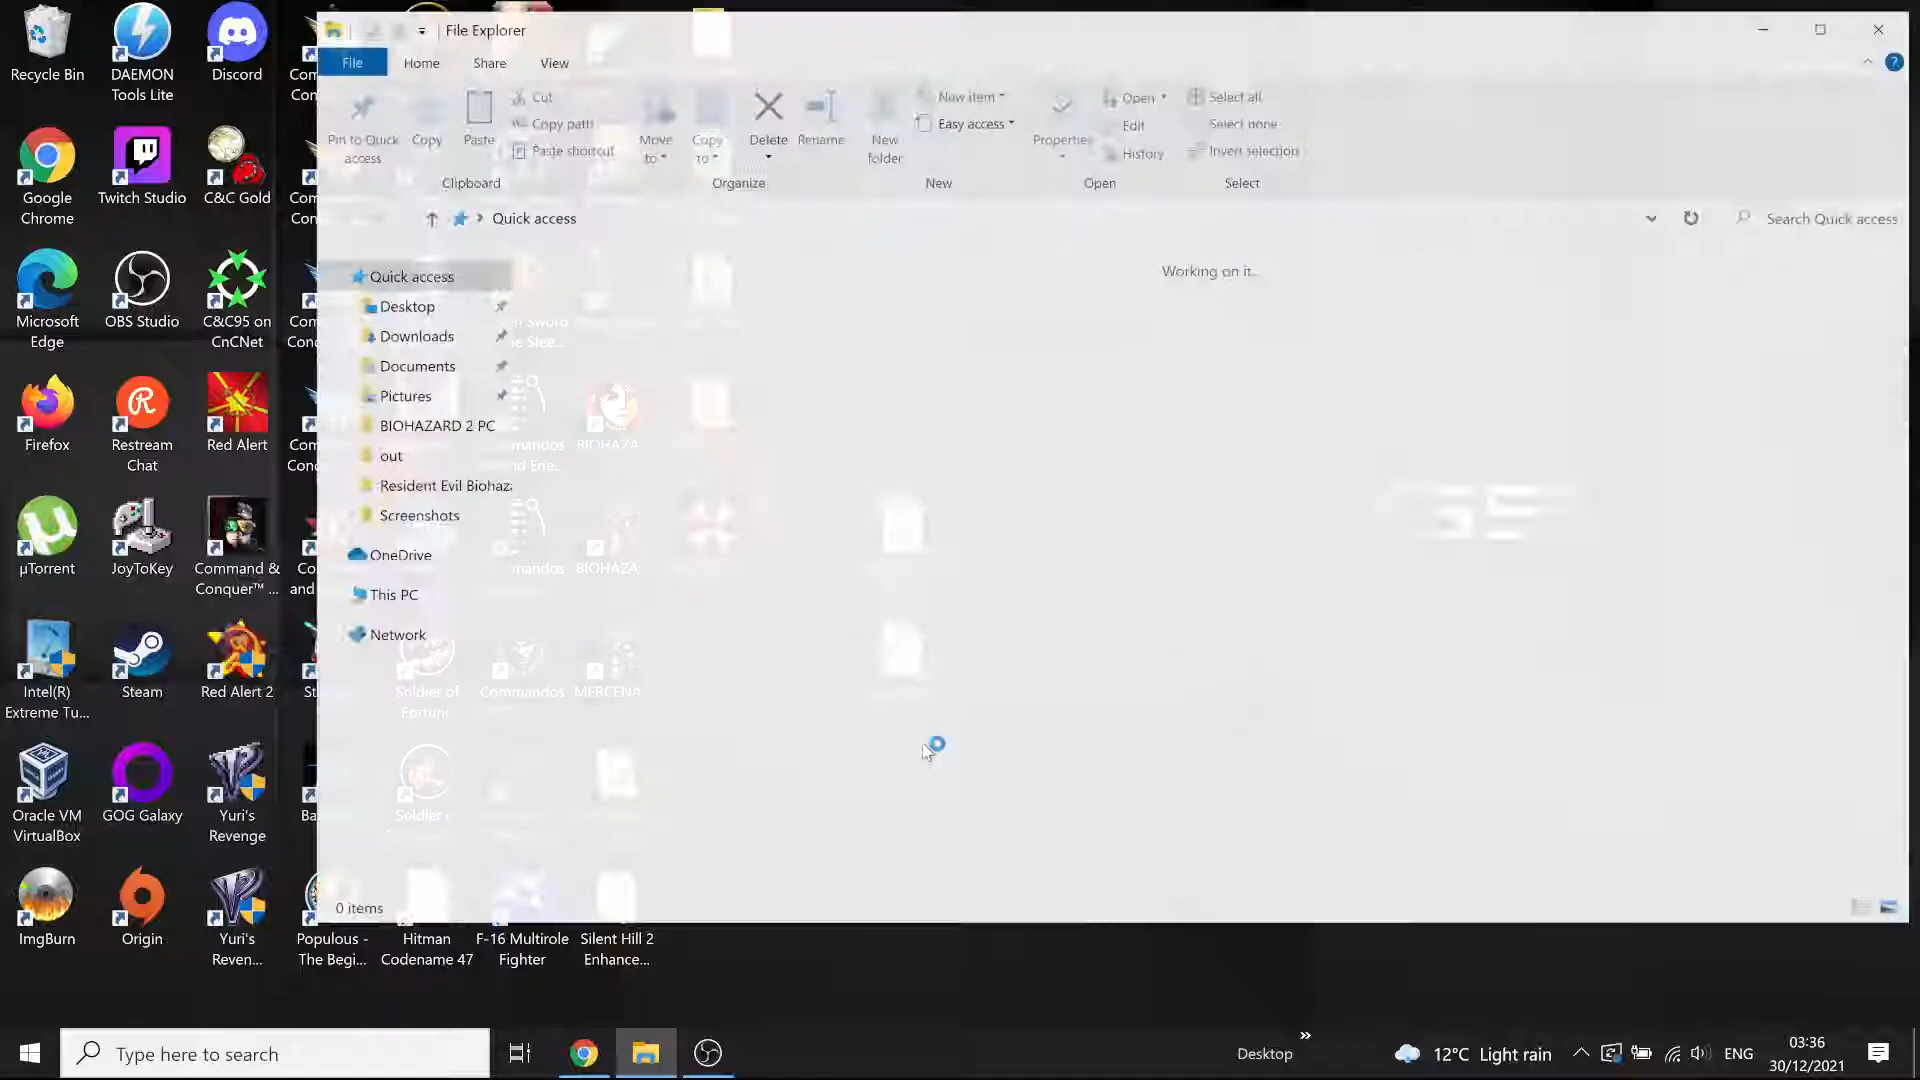 File Explorer
File
Home
Share
View
Pin to Quick access
Copy
Paste
Cut
Copy path
Paste shortcut
Clipboard
Move to
Copy to
Delete
Rename
Organize
New folder
New item
Easy access
New
Properties
Open
Edit
History
Open
Select all
Select none
Invert selection
Select
Quick access
Search Quick access
Working on it...
Quick access
Desktop
Downloads
Documents
Pictures
BIOHAZARD 2 PC
out
Resident Evil Biohaz
Screenshots
OneDrive
This PC
Network
0 items
Recycle Bin
DAEMON
Tools Lite
Discord
Google
Chrome
Twitch Studio
C&C Gold
Microsoft
Edge
OBS Studio
C&C95 on
CnCNet
Firefox
Restream
Chat
Red Alert
µTorrent
JoyToKey
Command &
Conquer™ ...
Intel(R)
Extreme Tu...
Steam
Red Alert 2
Oracle VM
VirtualBox
GOG Galaxy
Yuri's
Revenge
ImgBurn
Origin
Yuri's
Reven...
Populous -
The Begi...
Hitman
Codename 47
F-16 Multirole
Fighter
Silent Hill 2
Enhance...
Soldier of
Fortune
Commandos
MERCENA
BIOHAZA
BIOHAZA
Type here to search
Desktop
12°C Light rain
ENG
03:36
30/12/2021